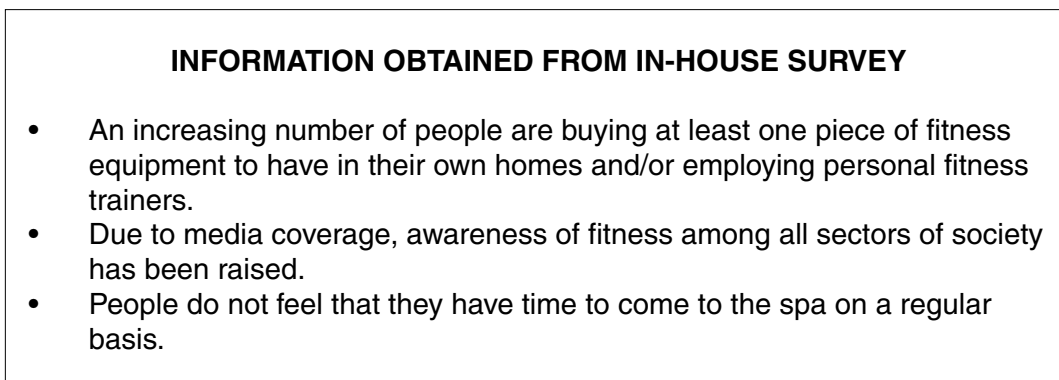 INFORMATION OBTAINED FROM IN-HOUSE SURVEY
• An increasing number of people are buying at least one piece of fitness
equipment to have in their own homes and/or employing personal fitness
trainers.
• Due to media coverage, awareness of fitness among all sectors of society
has been raised.
• People do not feel that they have time to come to the spa on a regular
basis.